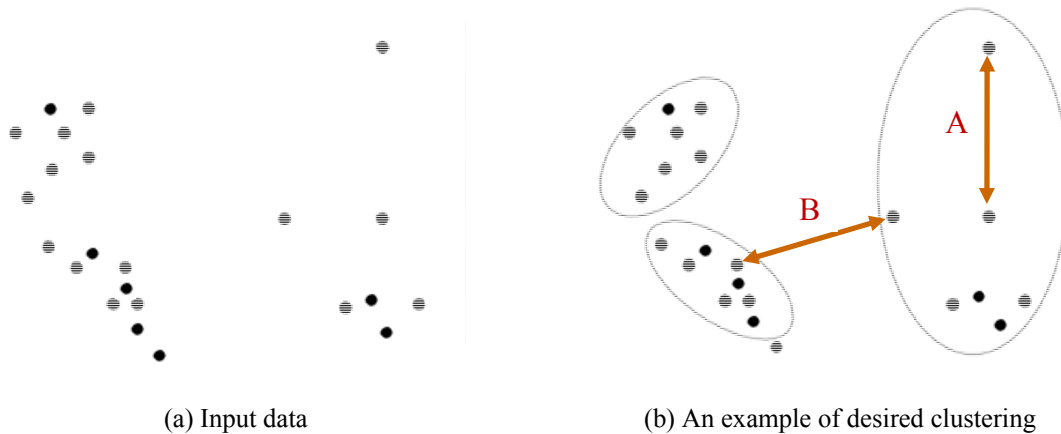 A
B
(a) Input data
(b) An example of desired clustering